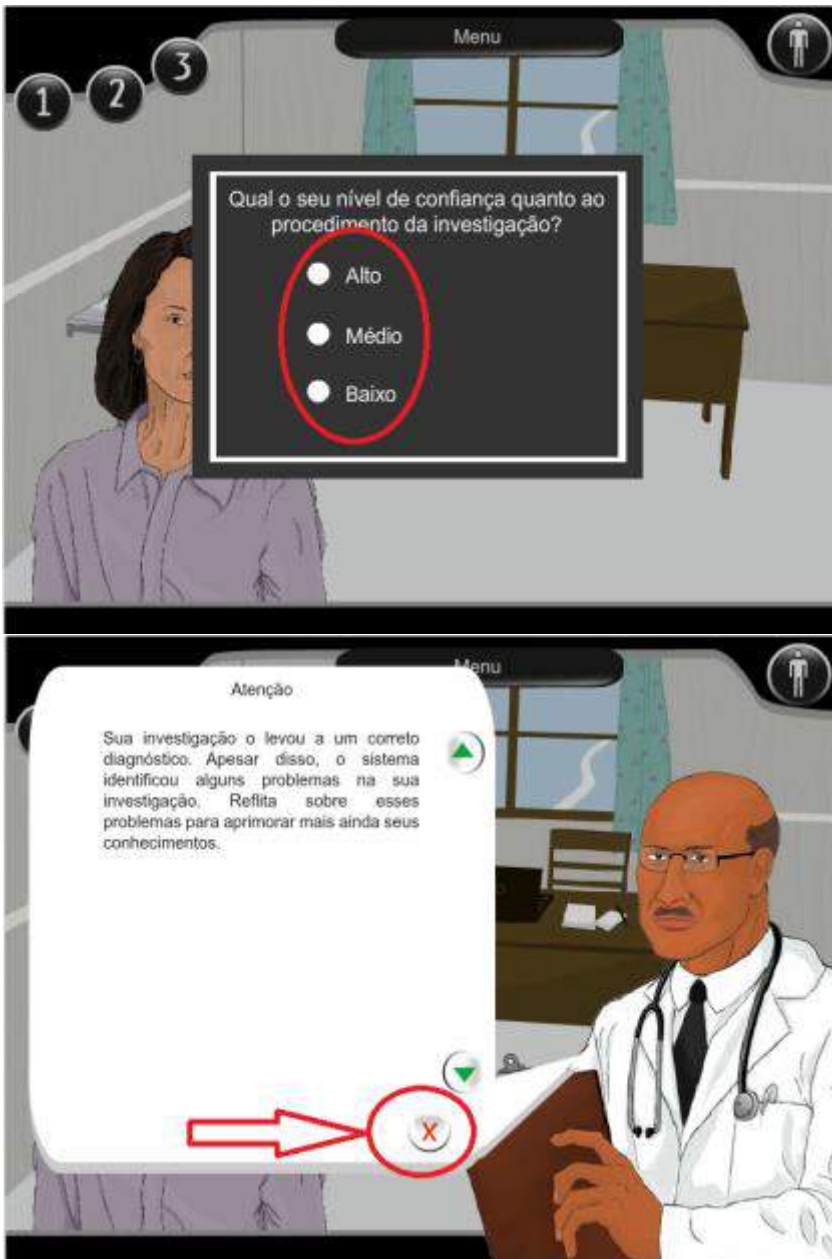 Menu
1
2
3
Qual o seu nível de confiança quanto ao
procedimento da investigação?
Alto
Médio
Baixo
Menu
Atenção
Sua investigação o levou a um correto
diagnóstico. Apesar disso, o sistema
identificou alguns problemas na sua
investigação. Reflita sobre esses
problemas para aprimorar mais ainda seus
conhecimentos.
X